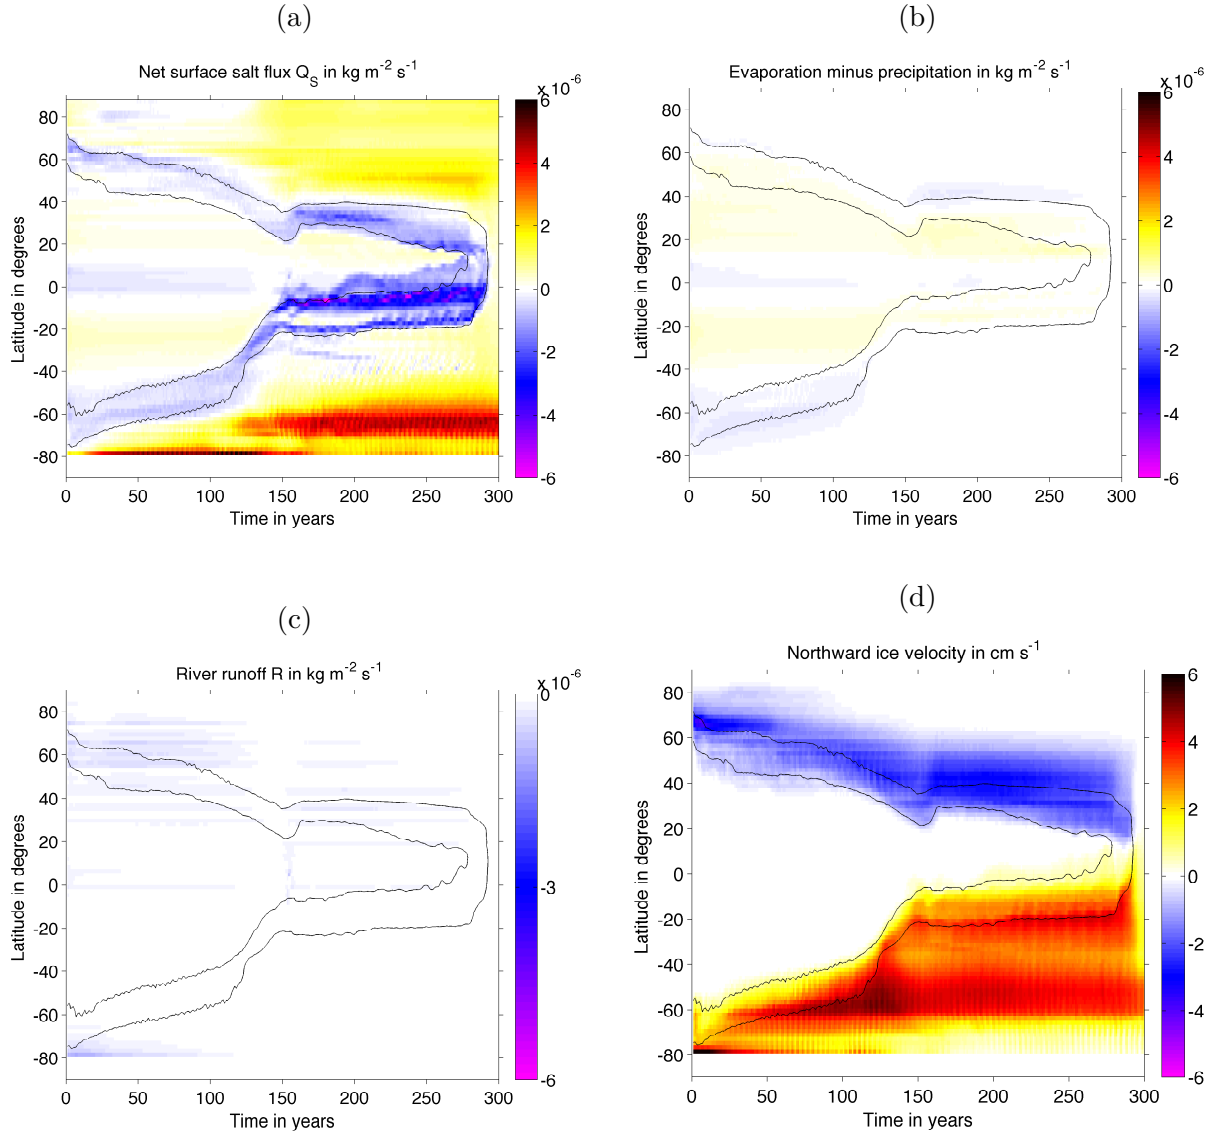 (a)
Net surface salt flux Q_S in kg m^-2 s^-1
x 10^-6
80
60
40
20
0
-20
-40
-60
-80
Latitude in degrees
0 50 100 150 200 250 300
Time in years
6
4
2
0
-2
-4
-6
(b)
Evaporation minus precipitation in kg m^-2 s^-1
x 10^-6
80
60
40
20
0
-20
-40
-60
-80
Latitude in degrees
0 50 100 150 200 250 300
Time in years
6
4
2
0
-2
-4
-6
(c)
River runoff R in kg m^-2 s^-1
x 10^-6
80
60
40
20
0
-20
-40
-60
-80
Latitude in degrees
0 50 100 150 200 250 300
Time in years
0
-3
-6
(d)
Northward ice velocity in cm s^-1
80
60
40
20
0
-20
-40
-60
-80
Latitude in degrees
0 50 100 150 200 250 300
Time in years
6
4
2
0
-2
-4
-6